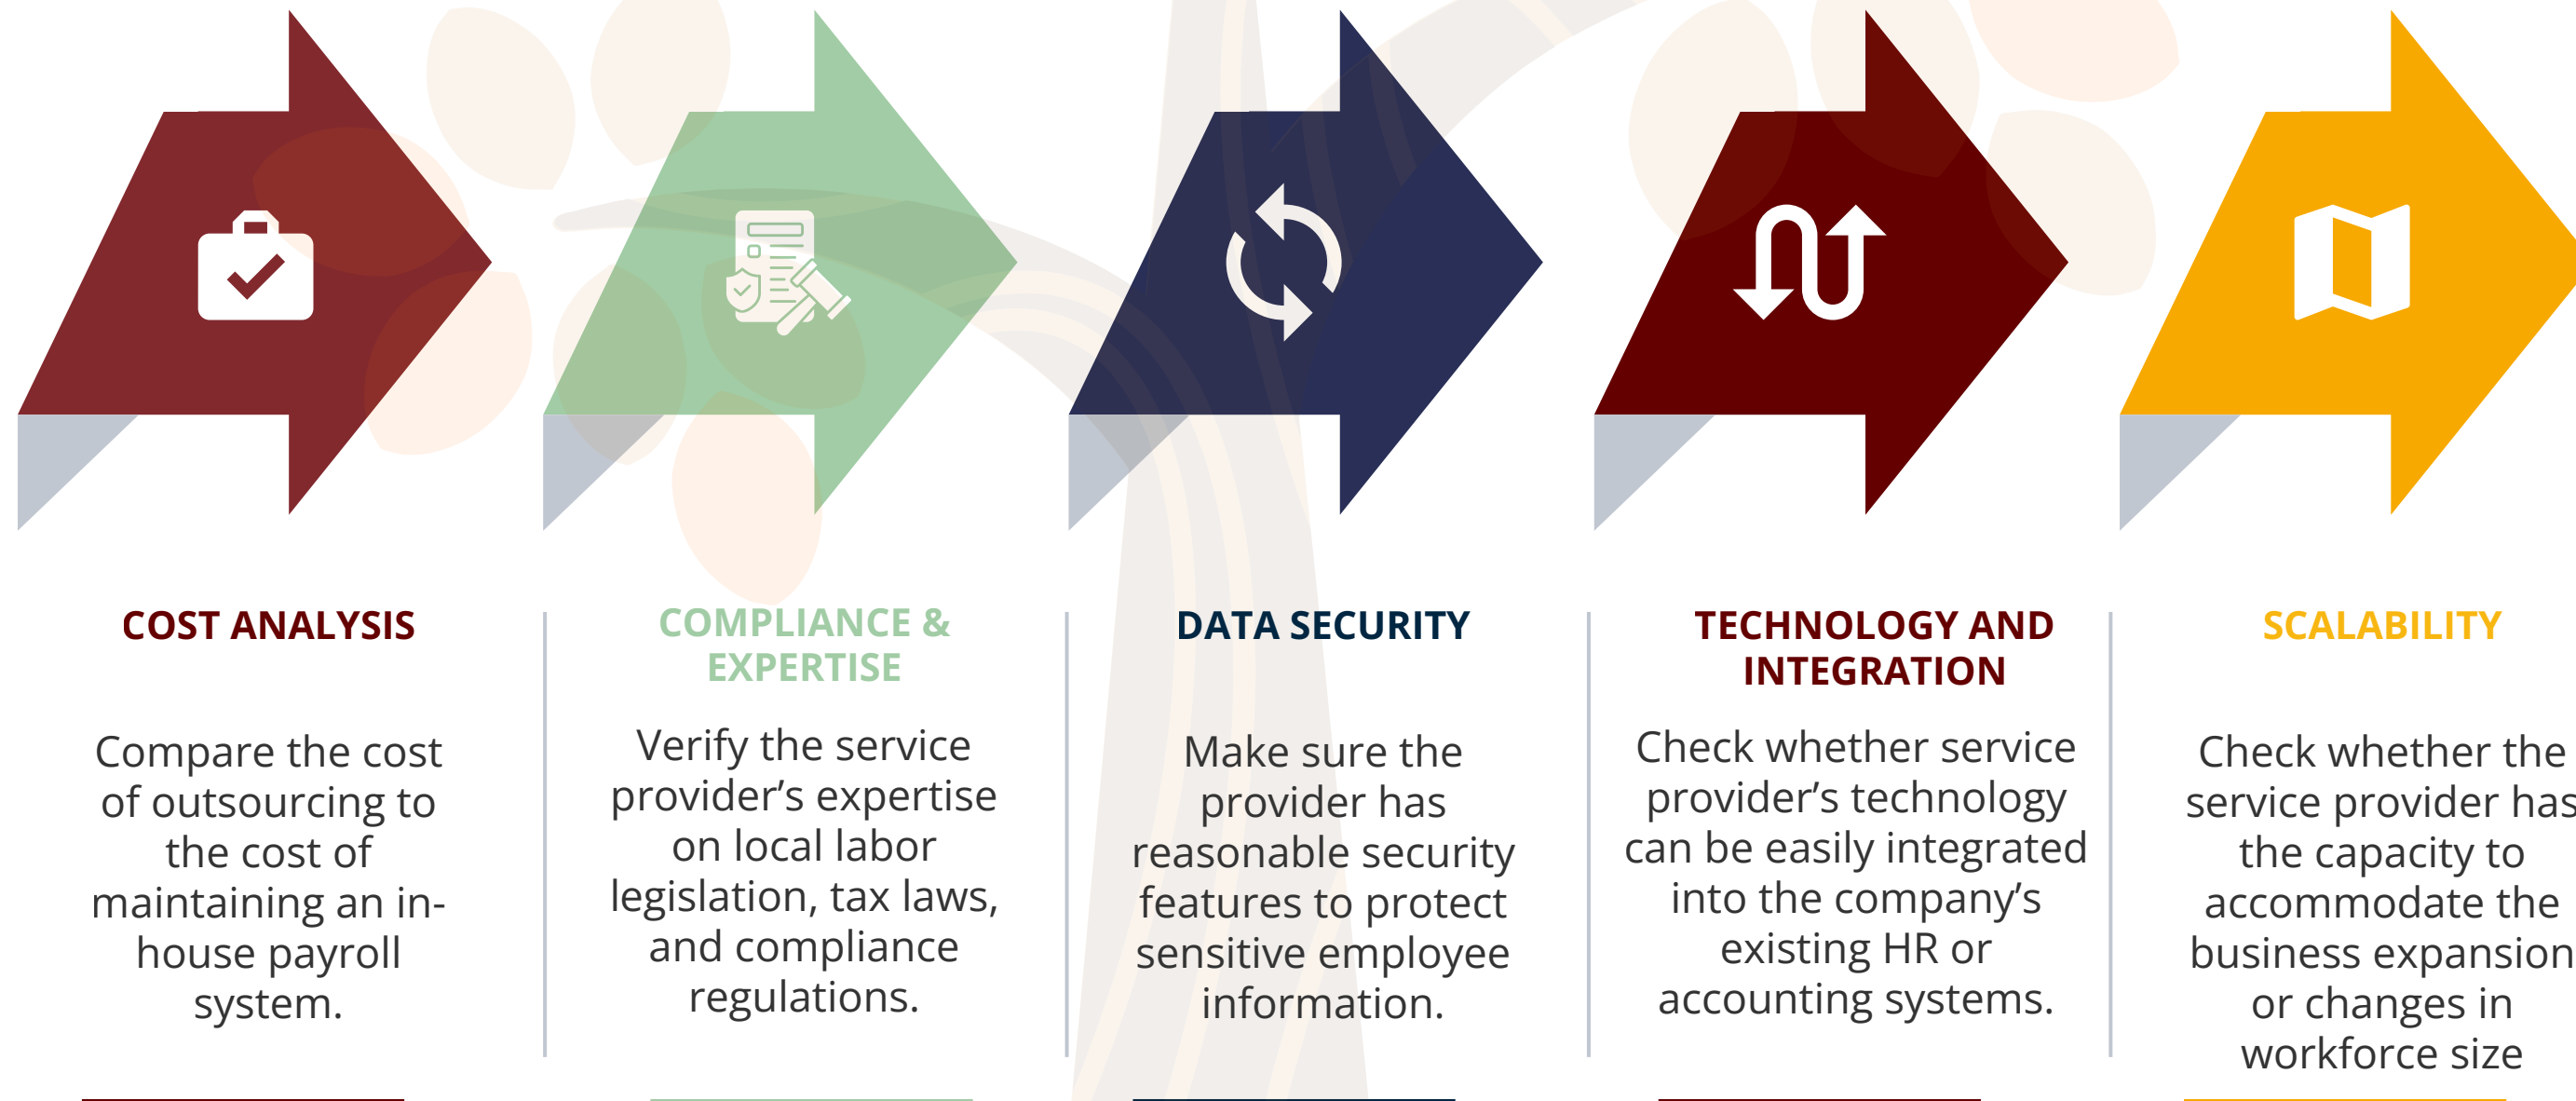 COST ANALYSIS
Compare the cost
of outsourcing to
the cost of
maintaining an in-
house payroll
system.
COMPLIANCE &
EXPERTISE
Verify the service
provider’s expertise
on local labor
legislation, tax laws,
and compliance
regulations.
DATA SECURITY
Make sure the
provider has
reasonable security
features to protect
sensitive employee
information.
TECHNOLOGY AND
INTEGRATION
Check whether service
provider’s technology
can be easily integrated
into the company’s
existing HR or
accounting systems.
SCALABILITY
Check whether the
service provider has
the capacity to
accommodate the
business expansion
or changes in
workforce size